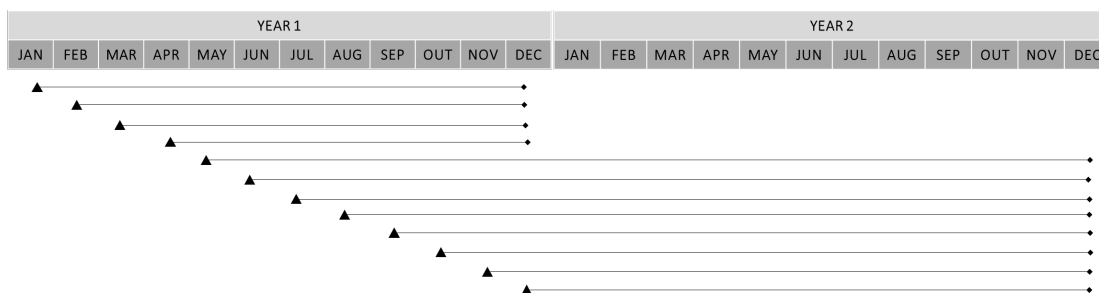 YEAR 1 YEAR 2
JAN FEB MAR APR MAY JUN JUL AUG SEP OUT NOV DEC JAN FEB MAR APR MAY JUN JUL AUG SEP OUT NOV DEC